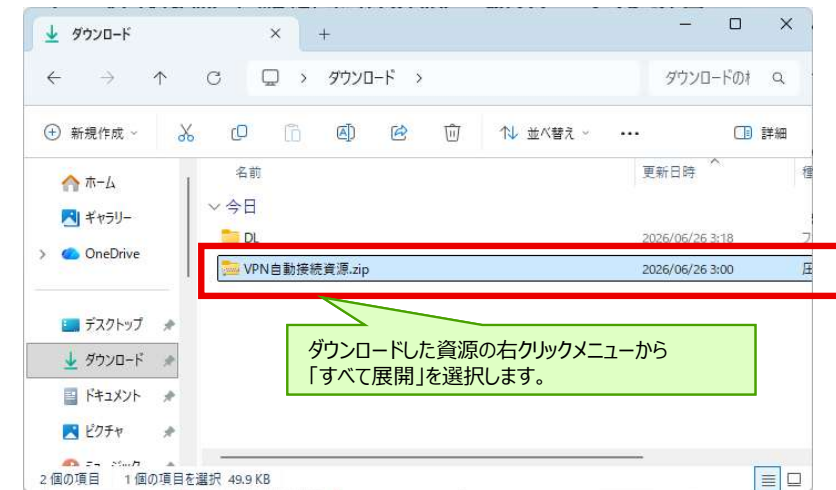 ダウンロード
ダウンロード
ダウンロードの
新規作成
並べ替え
詳細
名前
更新日時
ホーム
今日
ギャラリー
DL
2026/06/26 3:18
OneDrive
VPN自動接続資源.zip
2026/06/26 3:00
デスクトップ
ダウンロードした資源の右クリックメニューから
「すべて展開」を選択します。
ダウンロード
ドキュメント
ピクチャ
2 個の項目
1 個の項目を選択 49.9 KB